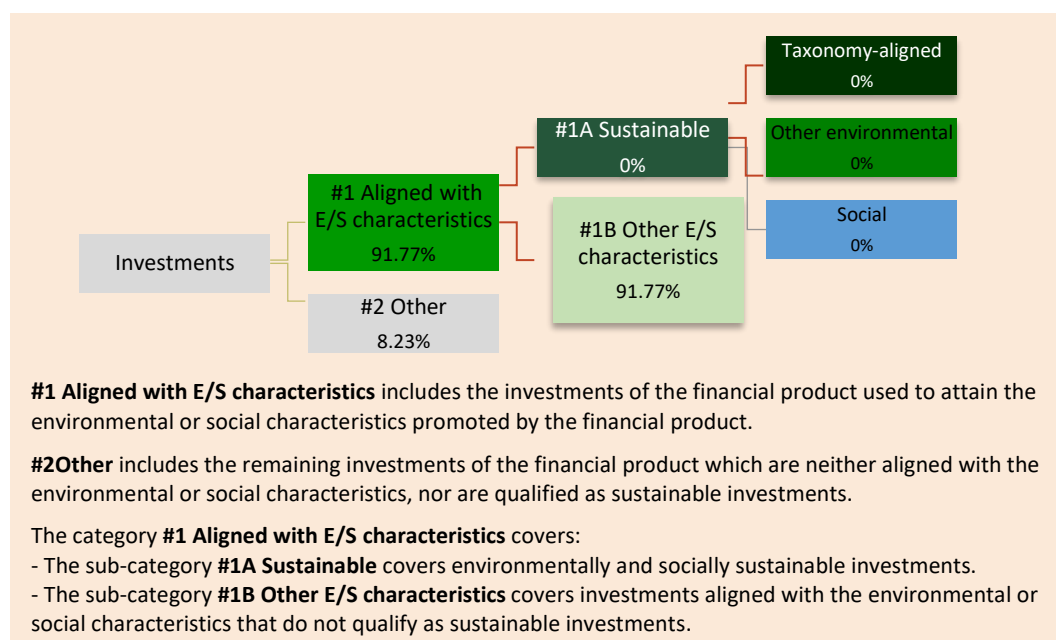 Taxonomy-aligned
0%
#1A Sustainable
0%
Other environmental
0%
#1 Aligned with
E/S characteristics
91.77%
#1B Other E/S
characteristics
91.77%
Social
0%
Investments
#2 Other
8.23%
#1 Aligned with E/S characteristics includes the investments of the financial product used to attain the
environmental or social characteristics promoted by the financial product.
#2Other includes the remaining investments of the financial product which are neither aligned with the
environmental or social characteristics, nor are qualified as sustainable investments.
The category #1 Aligned with E/S characteristics covers:
- The sub-category #1A Sustainable covers environmentally and socially sustainable investments.
- The sub-category #1B Other E/S characteristics covers investments aligned with the environmental or
social characteristics that do not qualify as sustainable investments.